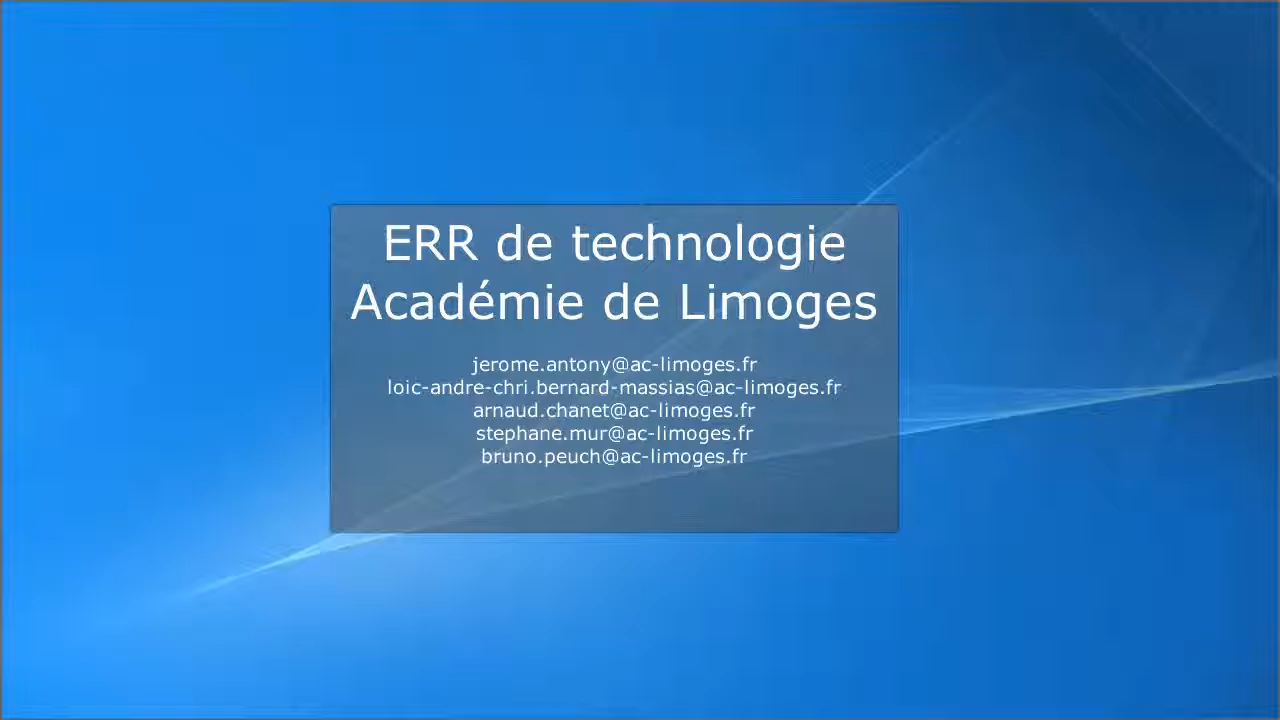 ERR de technologie
Académie de Limoges
jerome.antony@ac-limoges.fr
loic-andre-chri.bernard-massias@ac-limoges.fr
arnaud.chanet@ac-limoges.fr
stephane.mur@ac-limoges.fr
bruno.peuch@ac-limoges.fr